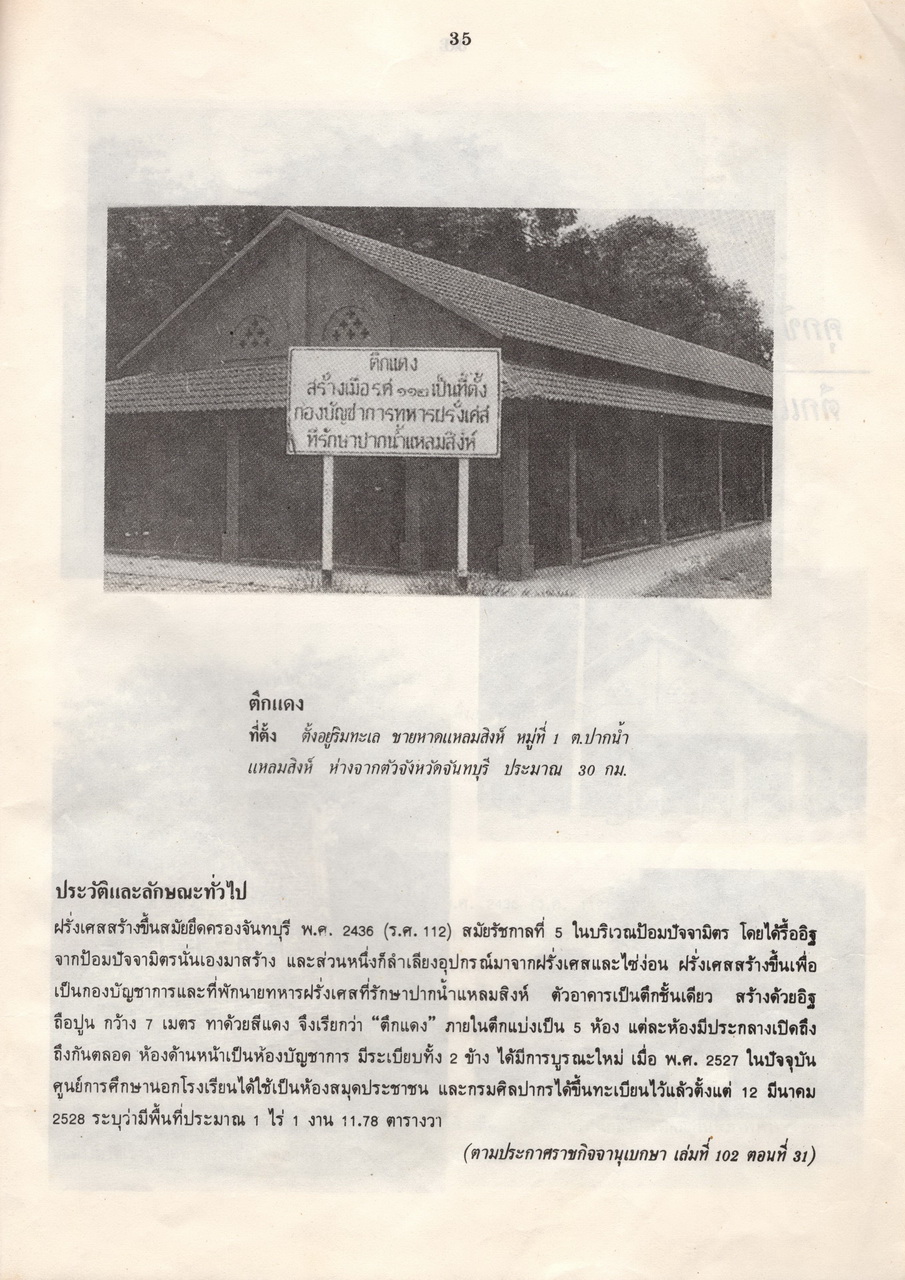 35
ตึกแดง
สร้างเมือ รศ ๑๑๒ เป็นที่ตั้ง
กองบัญชาการทหารฝรั่งเศส
ที่รักษาปากน้ำแหลมสิงห์
ตึกแดง
ที่ตั้ง ตั้งอยู่ริมทะเล ชายหาดแหลมสิงห์ หมู่ที่ 1 ต.ปากน้ำ
แหลมสิงห์ ห่างจากตัวจังหวัดจันทบุรี ประมาณ 30 กม.
ประวัติและลักษณะทั่วไป
ฝรั่งเศสสร้างขึ้นสมัยยึดครองจันทบุรี พ.ศ. 2436 (ร.ศ. 112) สมัยรัชกาลที่ 5 ในบริเวณป้อมปัจจามิตร โดยได้รื้ออิฐ
จากป้อมปัจจามิตรนั่นเองมาสร้าง และส่วนหนึ่งก็ลำเลียงอุปกรณ์มาจากฝรั่งเศสและไซ่ง่อน ฝรั่งเศสสร้างขึ้นเพื่อ
เป็นกองบัญชาการและที่พักนายทหารฝรั่งเศสที่รักษาปากน้ำแหลมสิงห์ ตัวอาคารเป็นตึกชั้นเดียว สร้างด้วยอิฐ
ถือปูน กว้าง 7 เมตร ทาด้วยสีแดง จึงเรียกว่า “ตึกแดง” ภายในตึกแบ่งเป็น 5 ห้อง แต่ละห้องมีประกลางเปิดถึง
ถึงกันตลอด ห้องด้านหน้าเป็นห้องบัญชาการ มีระเบียบทั้ง 2 ข้าง ได้มีการบูรณะใหม่ เมื่อ พ.ศ. 2527 ในปัจจุบัน
ศูนย์การศึกษานอกโรงเรียนได้ใช้เป็นห้องสมุดประชาชน และกรมศิลปากรได้ขึ้นทะเบียนไว้แล้วตั้งแต่ 12 มีนาคม
2528 ระบุว่ามีพื้นที่ประมาณ 1 ไร่ 1 งาน 11.78 ตารางวา
(ตามประกาศราชกิจจานุเบกษา เล่มที่ 102 ตอนที่ 31)